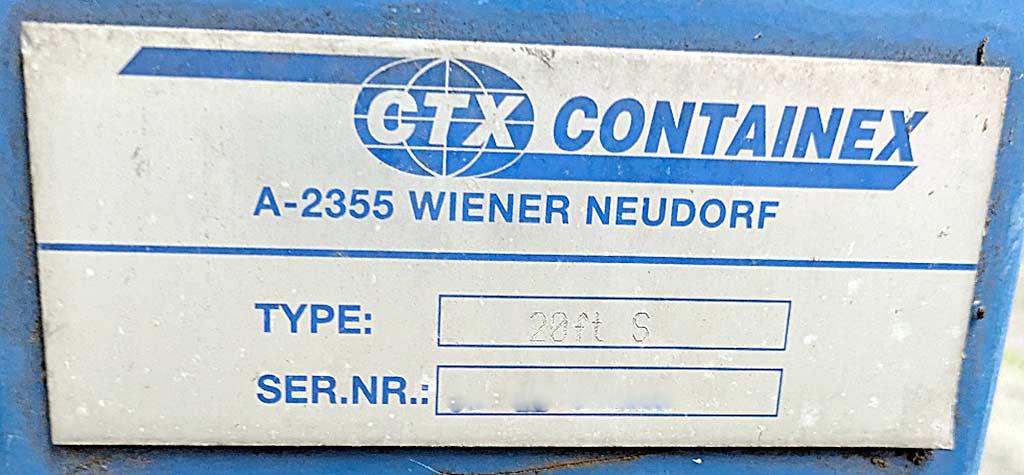 CTX CONTAINEX
A-2355 WIENER NEUDORF
TYPE: 20ft S
SER.NR.: